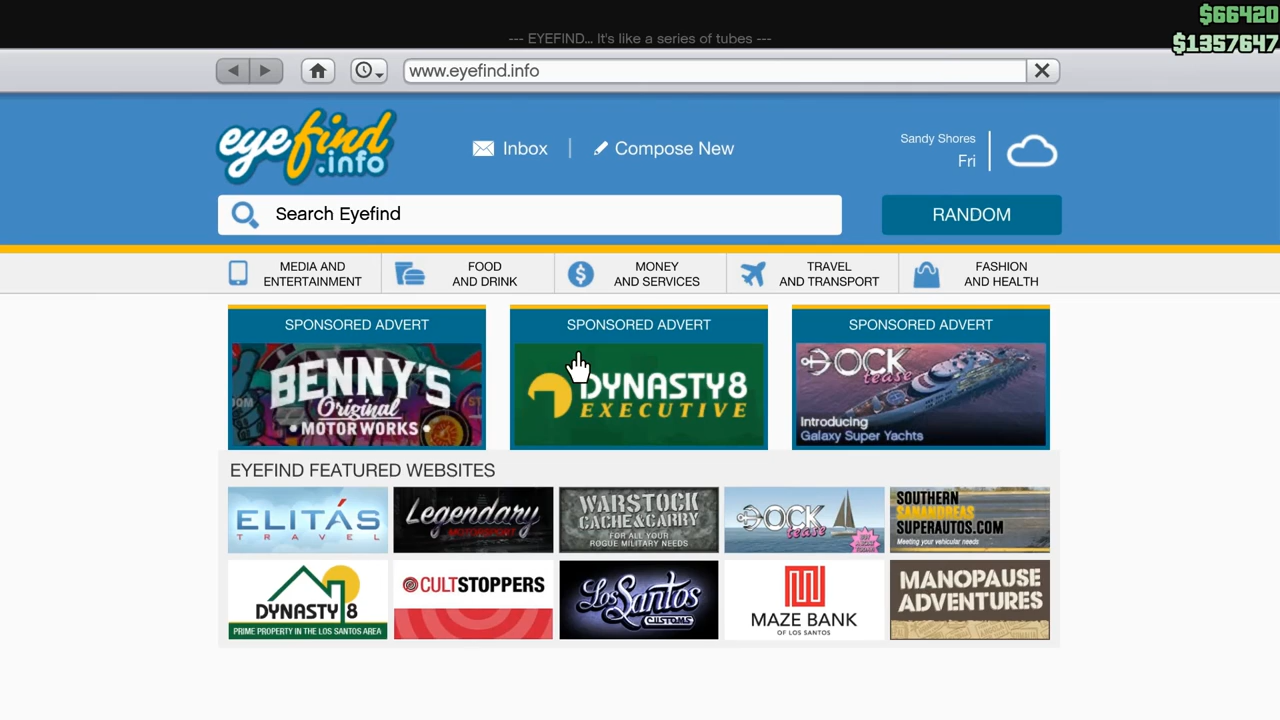 $66420
--- EYEFIND... It's like a series of tubes ---
$1357647
www.eyefind.info
eyefind
.info
Inbox
Compose New
Sandy Shores
Fri
Search Eyefind
RANDOM
MEDIA AND
ENTERTAINMENT
FOOD
AND DRINK
MONEY
AND SERVICES
TRAVEL
AND TRANSPORT
FASHION
AND HEALTH
SPONSORED ADVERT
BENNY'S
Original
MOTOR WORKS
SPONSORED ADVERT
DYNASTY8
EXECUTIVE
SPONSORED ADVERT
DOCK
tease
Introducing
Galaxy Super Yachts
EYEFIND FEATURED WEBSITES
ELITÁS
TRAVEL
Legendary
MOTORSPORT
WARSTOCK
CACHE & CARRY
FOR ALL YOUR
ROGUE MILITARY NEEDS
DOCK
tease
SOUTHERN
SANANDREAS
SUPERAUTOS.COM
Meeting your vehicular needs
DYNASTY 8
PRIME PROPERTY IN THE LOS SANTOS AREA
CULTSTOPPERS
Los Santos
CUSTOMS
MAZE BANK
OF LOS SANTOS
MANOPAUSE
ADVENTURES